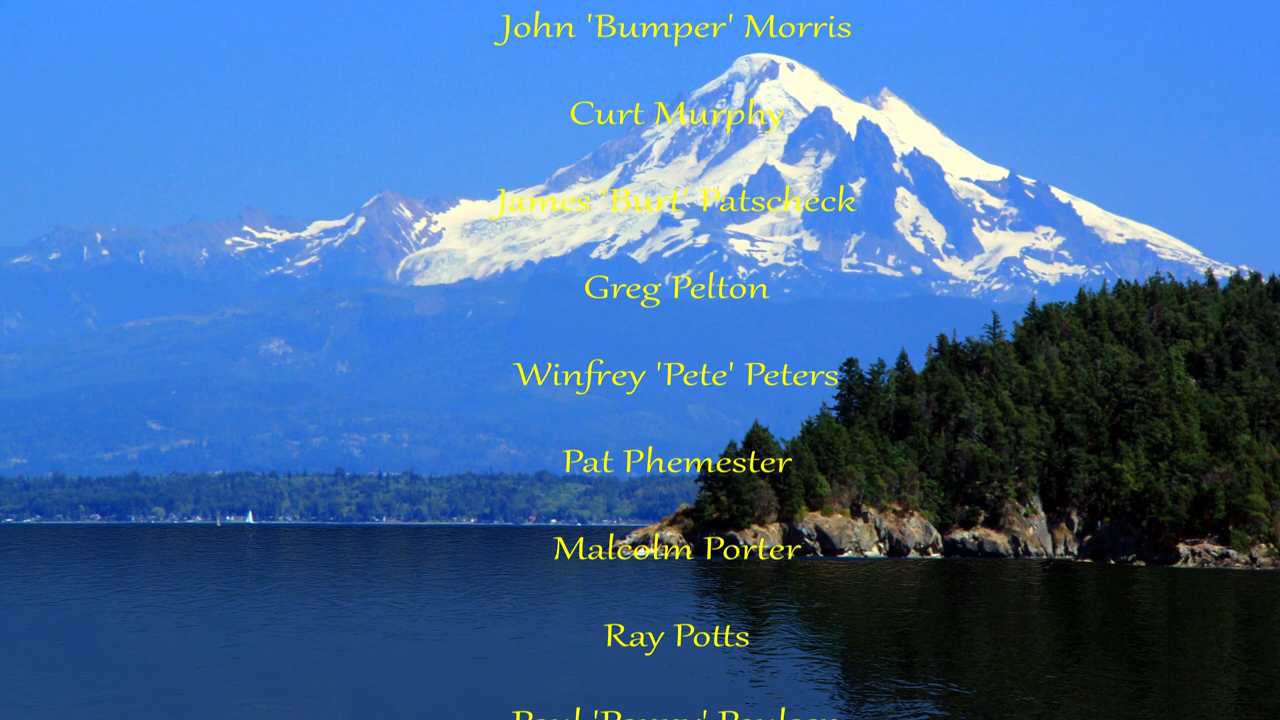 John 'Bumper' Morris
Curt Murphy
James 'Burt' Patscheck
Greg Pelton
Winfrey 'Pete' Peters
Pat Phemester
Malcolm Porter
Ray Potts